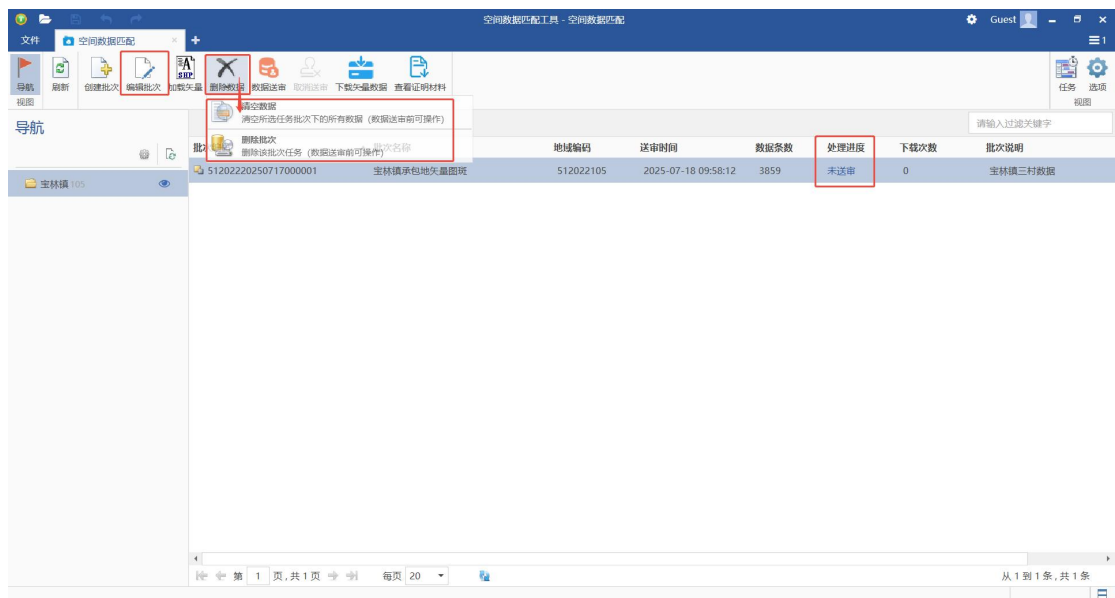 空间数据匹配工具 - 空间数据匹配
Guest
文件 空间数据匹配 × + 1
导航 刷新 创建批次 编辑批次 加载矢量 删除数据 数据送审 取消送审 下载矢量数据 查看证明材料 任务 选项
视图 视图
清空数据
清空所选任务批次下的所有数据 (数据送审前可操作)
删除批次
删除该批次任务 (数据送审前可操作)
导航
请输入过滤关键字
批次名称 地域编码 送审时间 数据条数 处理进度 下载次数 批次说明
51202220250717000001 宝林镇承包地矢量图斑 512022105 2025-07-18 09:58:12 3859 未送审 0 宝林镇三村数据
宝林镇 105
第 1 页,共1页 每页 20 从1到1条,共1条